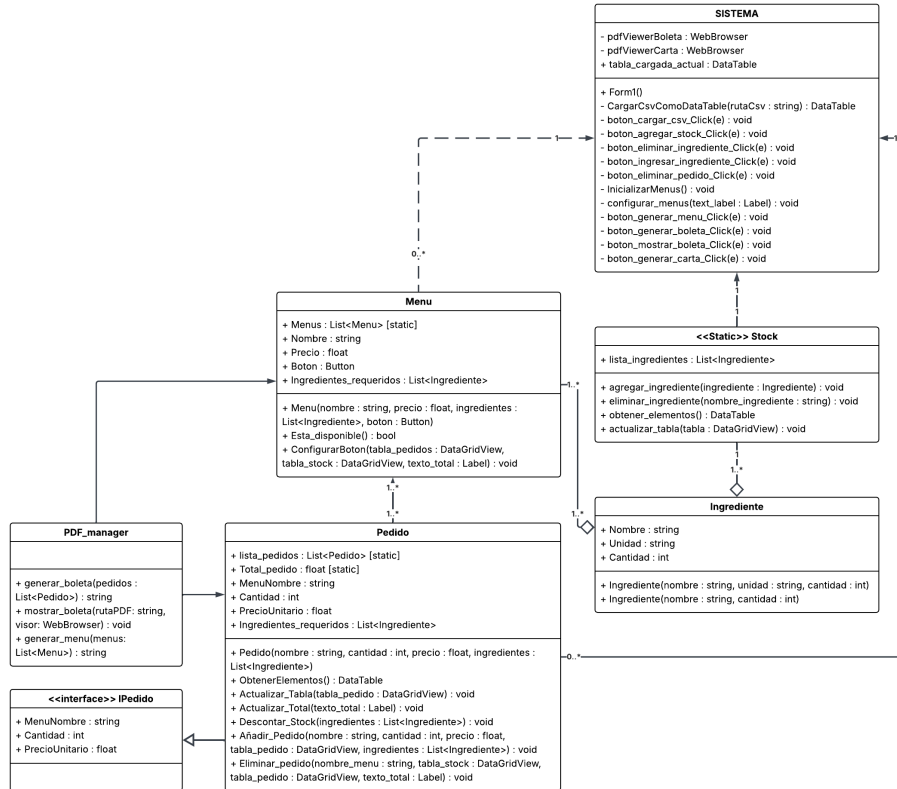 SISTEMA
- pdfViewerBoleta : WebBrowser
- pdfViewerCarta : WebBrowser
+ tabla_cargada_actual : DataTable
+ Form1()
- CargarCsvComoDataTable(rutaCsv : string) : DataTable
- boton_cargar_csv_Click(e) : void
- boton_agregar_stock_Click(e) : void
- boton_eliminar_ingrediente_Click(e) : void
- boton_ingresar_ingrediente_Click(e) : void
- boton_eliminar_pedido_Click(e) : void
- InicializarMenus() : void
- configurar_menus(text_label : Label) : void
- boton_generar_menu_Click(e) : void
- boton_generar_boleta_Click(e) : void
- boton_mostrar_boleta_Click(e) : void
- boton_generar_carta_Click(e) : void
1
1
0..*
Menu
+ Menus : List<Menu> [static]
+ Nombre : string
+ Precio : float
+ Boton : Button
+ Ingredientes_requeridos : List<Ingrediente>
+ Menu(nombre : string, precio : float, ingredientes :
List<Ingrediente>, boton : Button)
+ Esta_disponible() : bool
+ ConfigurarBoton(tabla_pedidos : DataGridView,
tabla_stock : DataGridView, texto_total : Label) : void
1
1
<<Static>> Stock
+ lista_ingredientes : List<Ingrediente>
+ agregar_ingrediente(ingrediente : Ingrediente) : void
+ eliminar_ingrediente(nombre_ingrediente : string) : void
+ obtener_elementos() : DataTable
+ actualizar_tabla(tabla : DataGridView) : void
1..*
1..*
1
1..*
Ingrediente
+ Nombre : string
+ Unidad : string
+ Cantidad : int
+ Ingrediente(nombre : string, unidad : string, cantidad : int)
+ Ingrediente(nombre : string, cantidad : int)
1..*
1..*
PDF_manager
+ generar_boleta(pedidos :
List<Pedido>) : string
+ mostrar_boleta(rutaPDF: string,
visor: WebBrowser) : void
+ generar_menu(menus:
List<Menu>) : string
Pedido
+ lista_pedidos : List<Pedido> [static]
+ Total_pedido : float [static]
+ MenuNombre : string
+ Cantidad : int
+ PrecioUnitario : float
+ Ingredientes_requeridos : List<Ingrediente>
+ Pedido(nombre : string, cantidad : int, precio : float, ingredientes :
List<Ingrediente>)
+ ObtenerElementos() : DataTable
+ Actualizar_Tabla(tabla_pedido : DataGridView) : void
+ Actualizar_Total(texto_total : Label) : void
+ Descontar_Stock(ingredientes : List<Ingrediente>) : void
+ Añadir_Pedido(nombre : string, cantidad : int, precio : float,
tabla_pedido : DataGridView, ingredientes : List<Ingrediente>) : void
+ Eliminar_pedido(nombre_menu : string, tabla_stock : DataGridView,
tabla_pedido : DataGridView, texto_total : Label) : void
0..*
<<interface>> IPedido
+ MenuNombre : string
+ Cantidad : int
+ PrecioUnitario : float